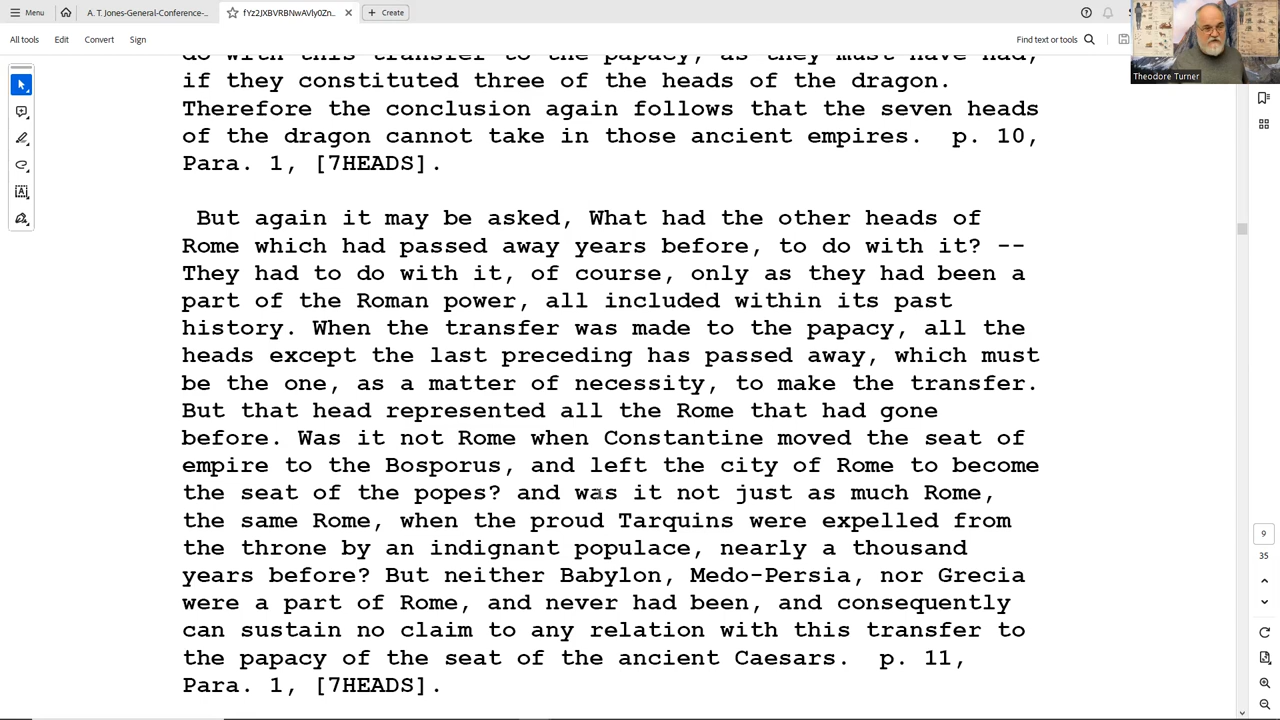 Menu
A. T. Jones-General-Conference-...
fYz2JXBVRBNwAVly0Zn...
Create
All tools
Edit
Convert
Sign
Find text or tools
Theodore Turner
do with this transfer to the papacy, as they must have had,
if they constituted three of the heads of the dragon.
Therefore the conclusion again follows that the seven heads
of the dragon cannot take in those ancient empires. p. 10,
Para. 1, [7HEADS].
But again it may be asked, What had the other heads of
Rome which had passed away years before, to do with it? --
They had to do with it, of course, only as they had been a
part of the Roman power, all included within its past
history. When the transfer was made to the papacy, all the
heads except the last preceding has passed away, which must
be the one, as a matter of necessity, to make the transfer.
But that head represented all the Rome that had gone
before. Was it not Rome when Constantine moved the seat of
empire to the Bosporus, and left the city of Rome to become
the seat of the popes? and was it not just as much Rome,
the same Rome, when the proud Tarquins were expelled from
the throne by an indignant populace, nearly a thousand
years before? But neither Babylon, Medo-Persia, nor Grecia
were a part of Rome, and never had been, and consequently
can sustain no claim to any relation with this transfer to
the papacy of the seat of the ancient Caesars. p. 11,
Para. 1, [7HEADS].
9
35